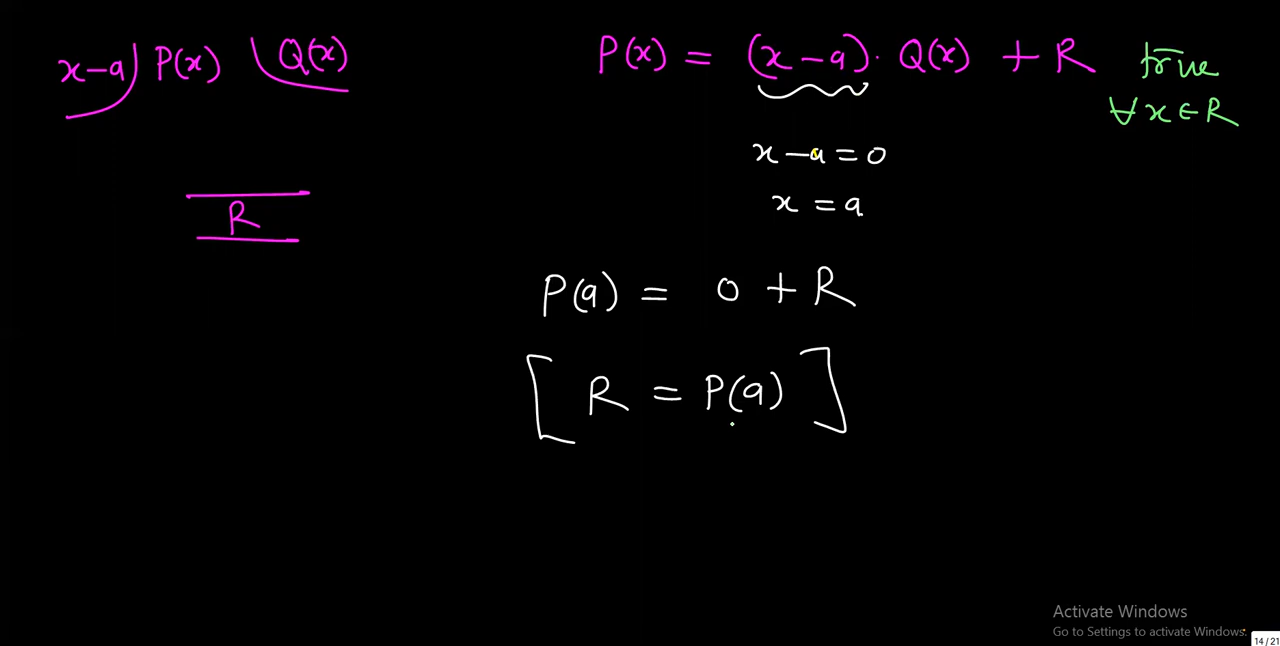 x-a) P(x) (Q(x)
R
P(x) = (x-a)· Q(x) + R true
∀ x ∈ R
x-a=0
x = a
P(a) = 0 + R
[ R = P(a) ]
Activate Windows
Go to Settings to activate Windows.
14 / 21